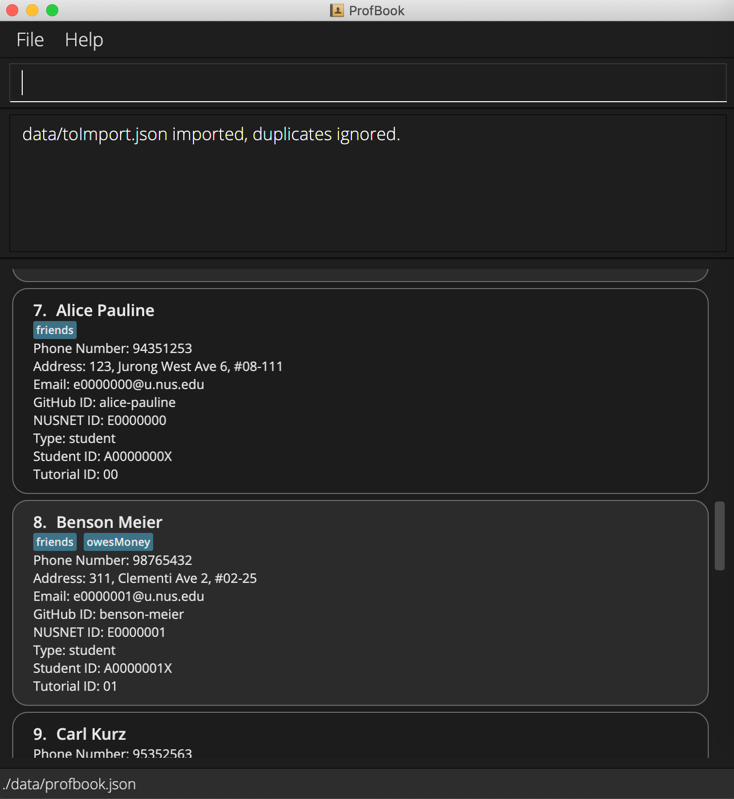 ProfBook
File Help
data/toImport.json imported, duplicates ignored.
7. Alice Pauline
friends
Phone Number: 94351253
Address: 123, Jurong West Ave 6, #08-111
Email: e0000000@u.nus.edu
GitHub ID: alice-pauline
NUSNET ID: E0000000
Type: student
Student ID: A0000000X
Tutorial ID: 00
8. Benson Meier
friends owesMoney
Phone Number: 98765432
Address: 311, Clementi Ave 2, #02-25
Email: e0000001@u.nus.edu
GitHub ID: benson-meier
NUSNET ID: E0000001
Type: student
Student ID: A0000001X
Tutorial ID: 01
9. Carl Kurz
Phone Number: 95352563
./data/profbook.json